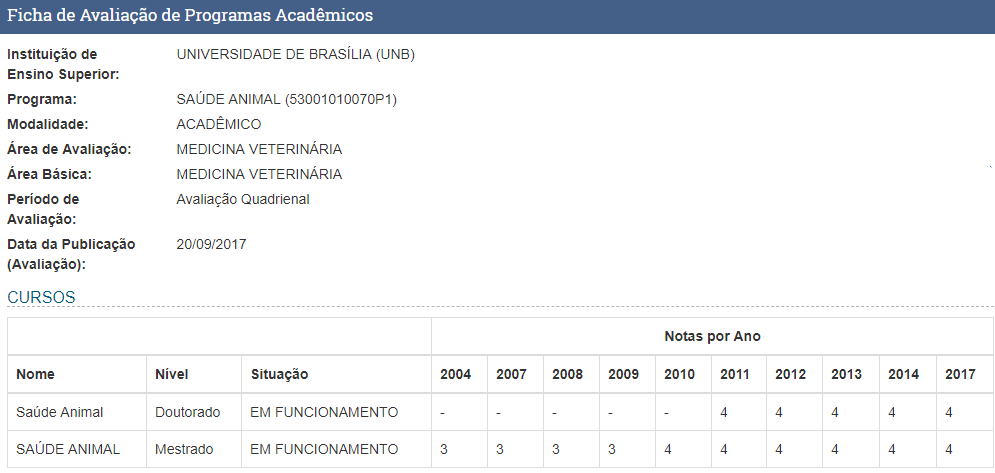 Ficha de Avaliação de Programas Acadêmicos
Instituição de UNIVERSIDADE DE BRASÍLIA (UNB)
Ensino Superior:
Programa: SAÚDE ANIMAL (53001010070P1)
Modalidade: ACADÊMICO
Área de Avaliação: MEDICINA VETERINÁRIA
Área Básica: MEDICINA VETERINÁRIA
Período de Avaliação Quadrienal
Avaliação:
Data da Publicação 20/09/2017
(Avaliação):
CURSOS
Notas por Ano
Nome Nível Situação 2004 2007 2008 2009 2010 2011 2012 2013 2014 2017
Saúde Animal Doutorado EM FUNCIONAMENTO - - - - - 4 4 4 4 4
SAÚDE ANIMAL Mestrado EM FUNCIONAMENTO 3 3 3 3 4 4 4 4 4 4